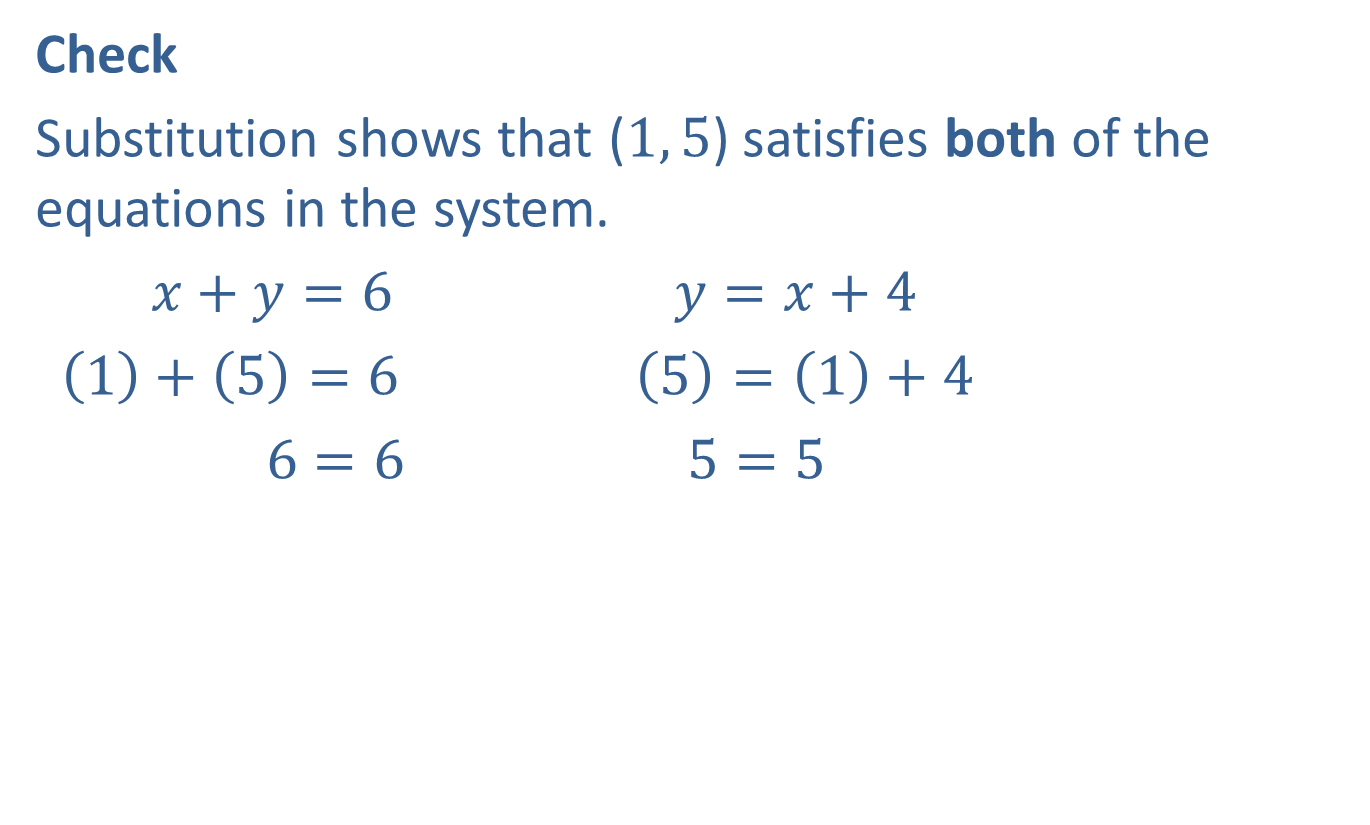 Check
Substitution shows that (1, 5) satisfies both of the
equations in the system.
x + y = 6 y = x + 4
(1) + (5) = 6 (5) = (1) + 4
6 = 6 5 = 5